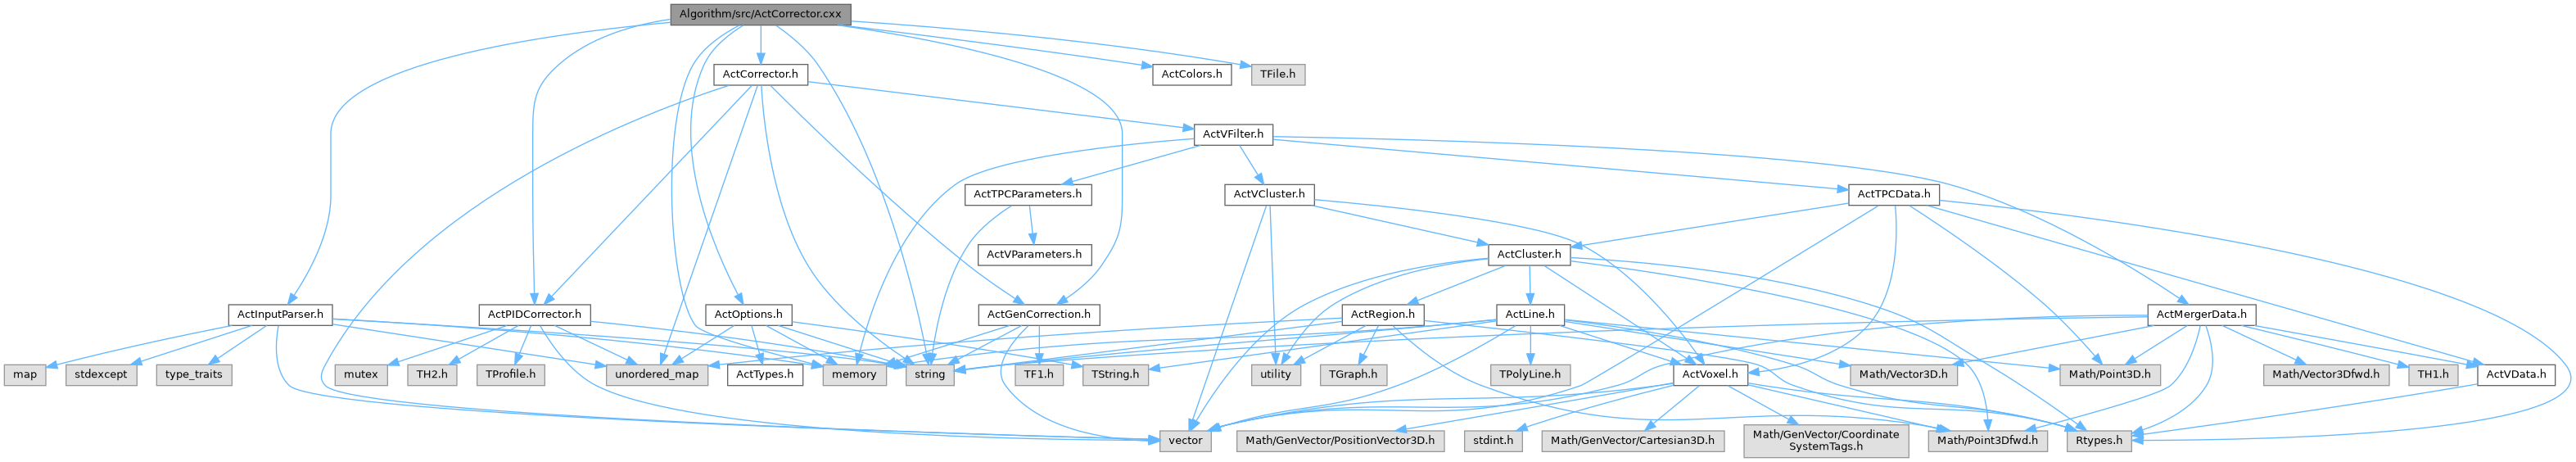 Algorithm/src/ActCorrector.cxx
ActCorrector.h
ActColors.h
TFile.h
ActVFilter.h
ActTPCParameters.h
ActVCluster.h
ActTPCData.h
ActVParameters.h
ActCluster.h
ActInputParser.h
ActPIDCorrector.h
ActOptions.h
ActGenCorrection.h
ActRegion.h
ActLine.h
ActMergerData.h
map
stdexcept
type_traits
mutex
TH2.h
TProfile.h
unordered_map
ActTypes.h
memory
string
TF1.h
TString.h
utility
TGraph.h
TPolyLine.h
ActVoxel.h
Math/Vector3D.h
Math/Point3D.h
Math/Vector3Dfwd.h
TH1.h
ActVData.h
vector
Math/GenVector/PositionVector3D.h
stdint.h
Math/GenVector/Cartesian3D.h
Math/GenVector/Coordinate
SystemTags.h
Math/Point3Dfwd.h
Rtypes.h